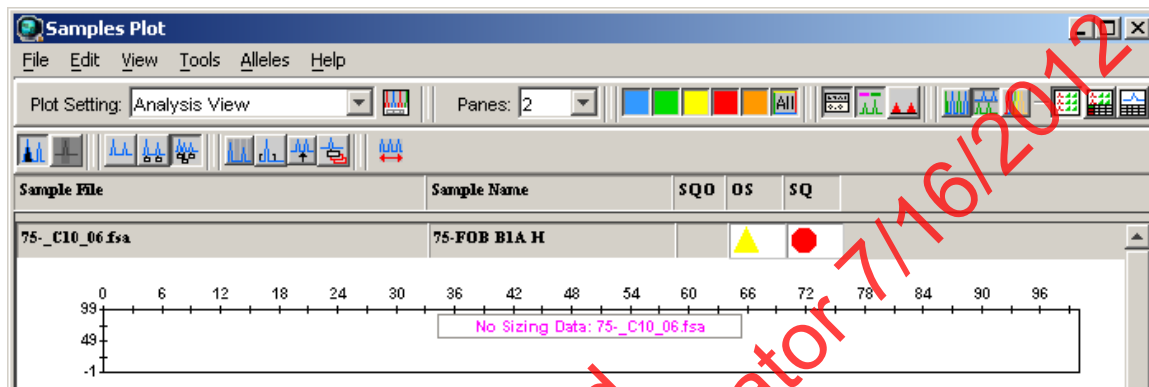 Samples Plot
File Edit View Tools Alleles Help
Plot Setting: Analysis View Panes: 2 All
Sample File Sample Name SQO OS SQ
75-_C10_06.fsa 75-FOB B1A H
0 6 12 18 24 30 36 42 48 54 60 66 72 78 84 90 96
99
No Sizing Data: 75-_C10_06.fsa
49
-1
ator 7/16/2012